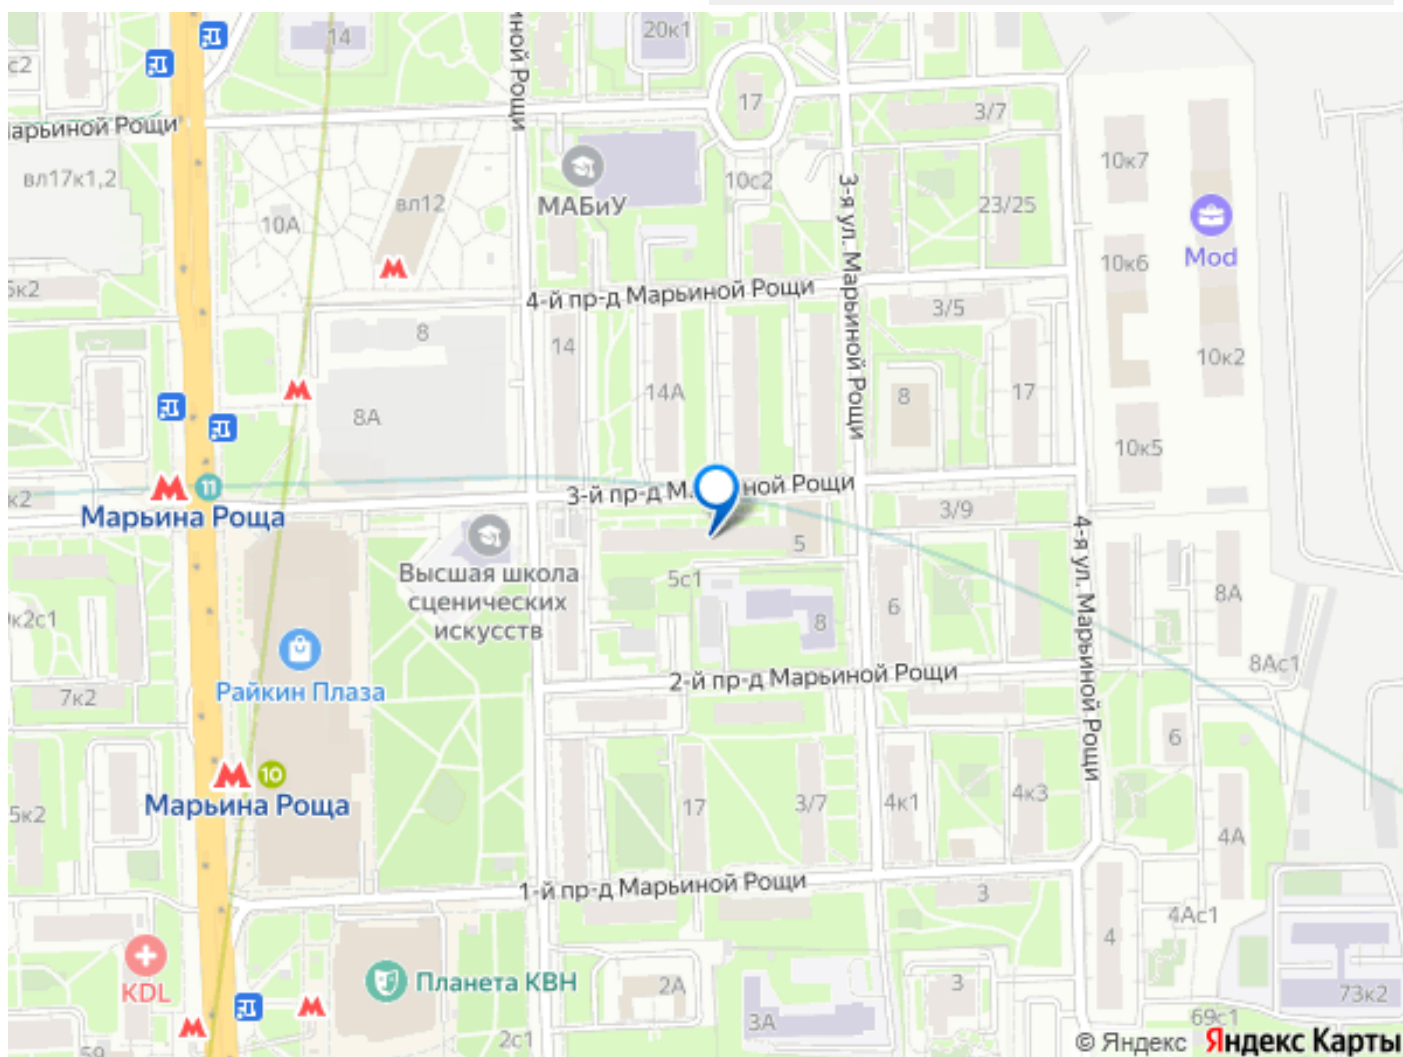 14
20к1
с2
17
3/7
вл17к1,2
10к7
вл12
МАБиУ
10с2
10А
23/25
3-я ул. Марьиной Рощи
10к6
Mod
4-й пр-д Марьиной Рощи
3/5
8
14
10к2
14А
8
17
8А
10к5
11
Марьина Роща
3-й пр-д
ной Рощи
3/9
5
Высшая школа
сценических
искусств
5с1
4-я ул. Марьиной Рощи
8А
6
8
8Ас1
2-й пр-д Марьиной Рощи
Райкин Плаза
7к2
6
10
Марьина Роща
5к2
17
3/7
4к1
4к3
4А
1-й пр-д Марьиной Рощи
3
4Ас1
4
KDL
Планета КВН
2А
3
73к2
3А
69с1
2с1
© Яндекс
Яндекс Карты